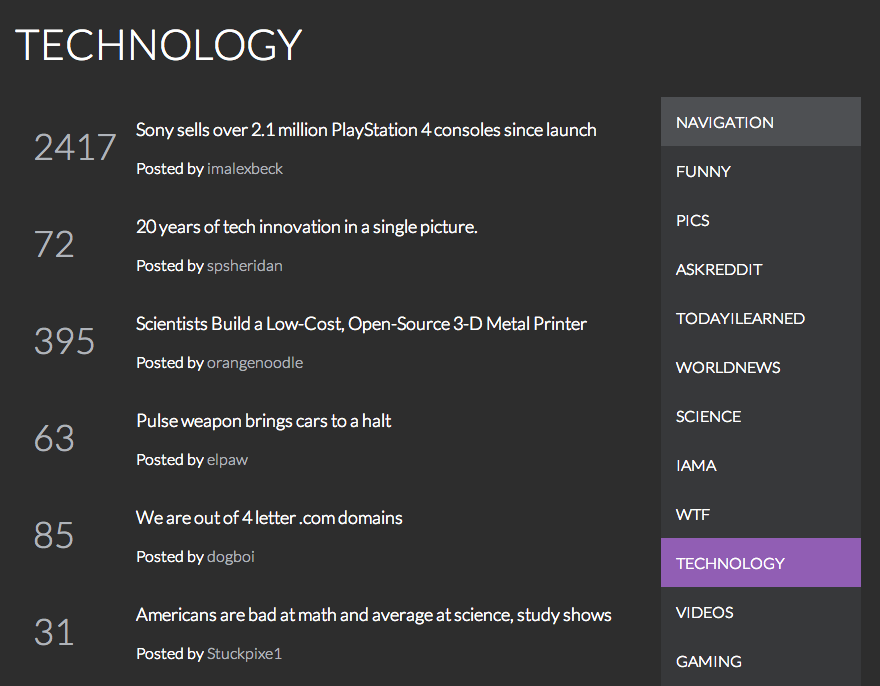 TECHNOLOGY
2417
Sony sells over 2.1 million PlayStation 4 consoles since launch
Posted by imalexbeck
72
20 years of tech innovation in a single picture.
Posted by spsheridan
395
Scientists Build a Low-Cost, Open-Source 3-D Metal Printer
Posted by orangenoodle
63
Pulse weapon brings cars to a halt
Posted by elpaw
85
We are out of 4 letter .com domains
Posted by dogboi
31
Americans are bad at math and average at science, study shows
Posted by Stuckpixe1
NAVIGATION
FUNNY
PICS
ASKREDDIT
TODAYILEARNED
WORLDNEWS
SCIENCE
IAMA
WTF
TECHNOLOGY
VIDEOS
GAMING